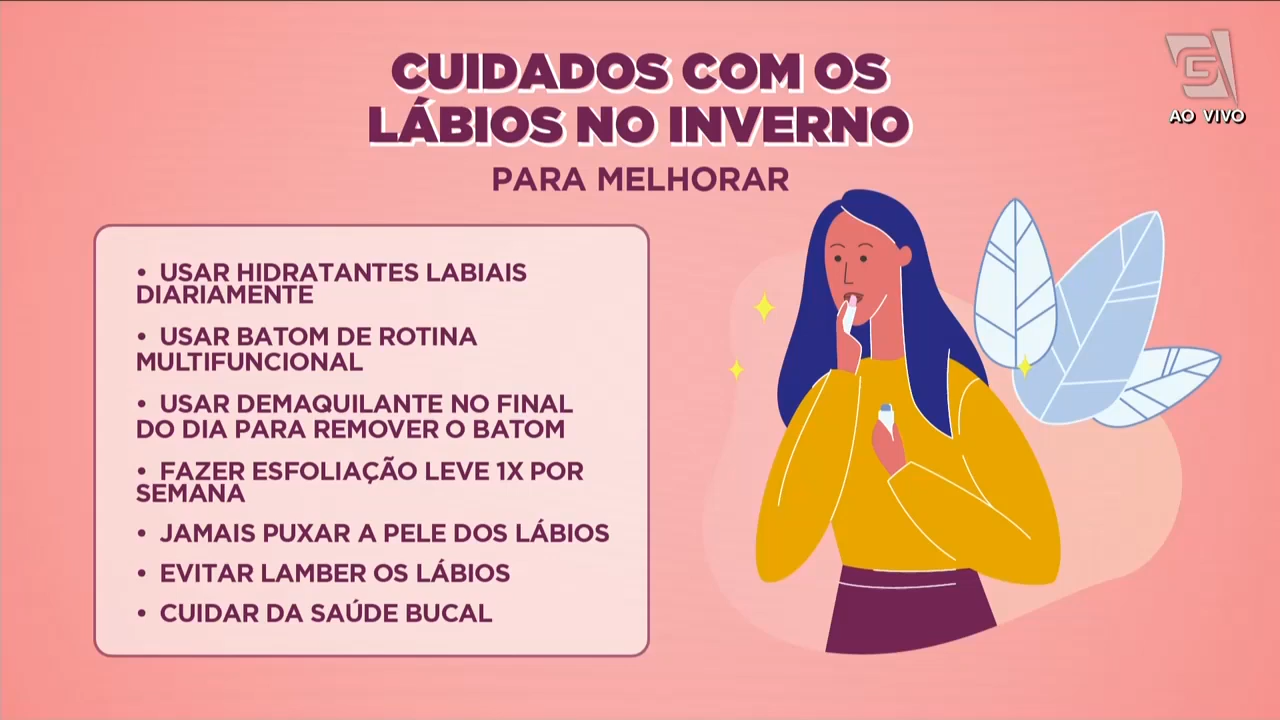 CUIDADOS COM OS
LÁBIOS NO INVERNO
PARA MELHORAR
AO VIVO
• USAR HIDRATANTES LABIAIS
DIARIAMENTE
• USAR BATOM DE ROTINA
MULTIFUNCIONAL
• USAR DEMAQUILANTE NO FINAL
DO DIA PARA REMOVER O BATOM
• FAZER ESFOLIAÇÃO LEVE 1X POR
SEMANA
• JAMAIS PUXAR A PELE DOS LÁBIOS
• EVITAR LAMBER OS LÁBIOS
• CUIDAR DA SAÚDE BUCAL